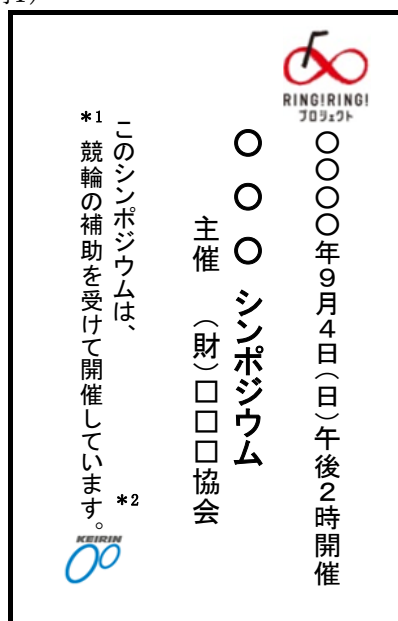 例1)
RING!RING!
プロジェクト
〇〇〇〇年9月4日(日)午後2時開催
〇〇〇シンポジウム
主催 (財)□□□協会
このシンポジウムは、
*1 競輪の補助を受けて開催しています。 *2
KEIRIN